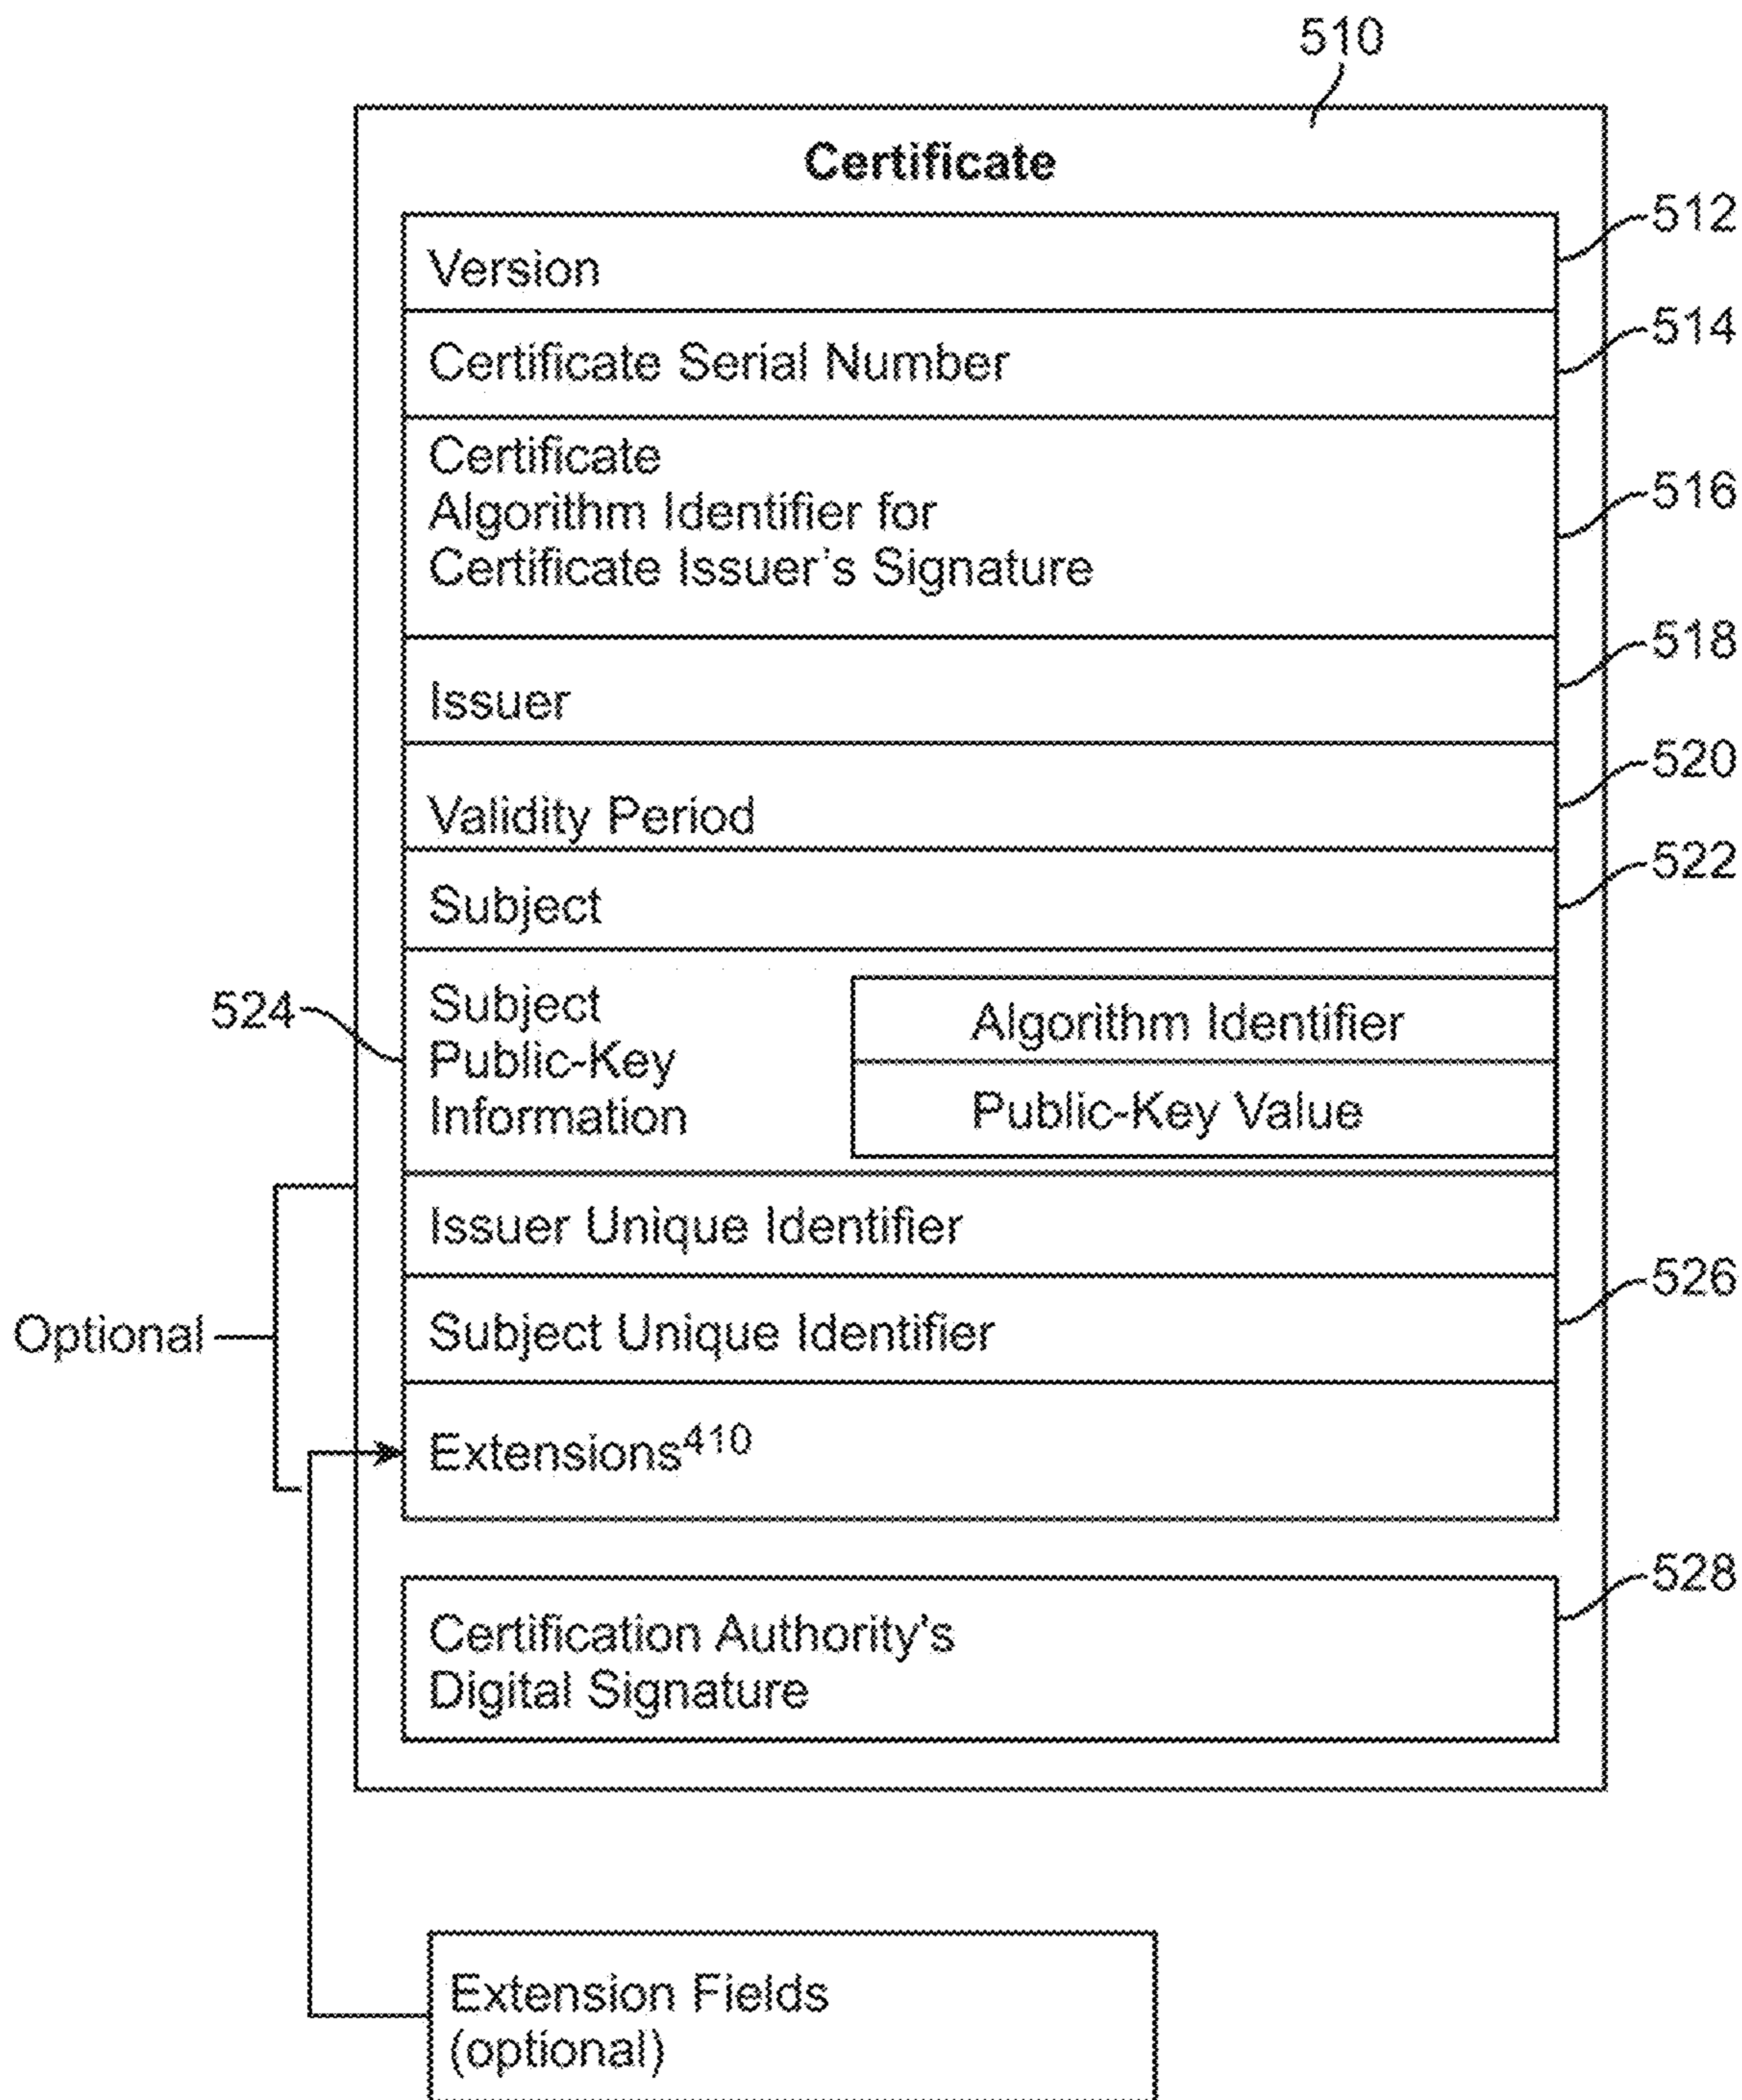 510
Certificate
Version
512
Certificate Serial Number
514
Certificate
Algorithm Identifier for
Certificate Issuer's Signature
516
Issuer
518
Validity Period
520
Subject
522
524
Subject
Public-Key
Information
Algorithm Identifier
Public-Key Value
Issuer Unique Identifier
Optional
Subject Unique Identifier
526
Extensions410
Certification Authority's
Digital Signature
528
Extension Fields
(optional)